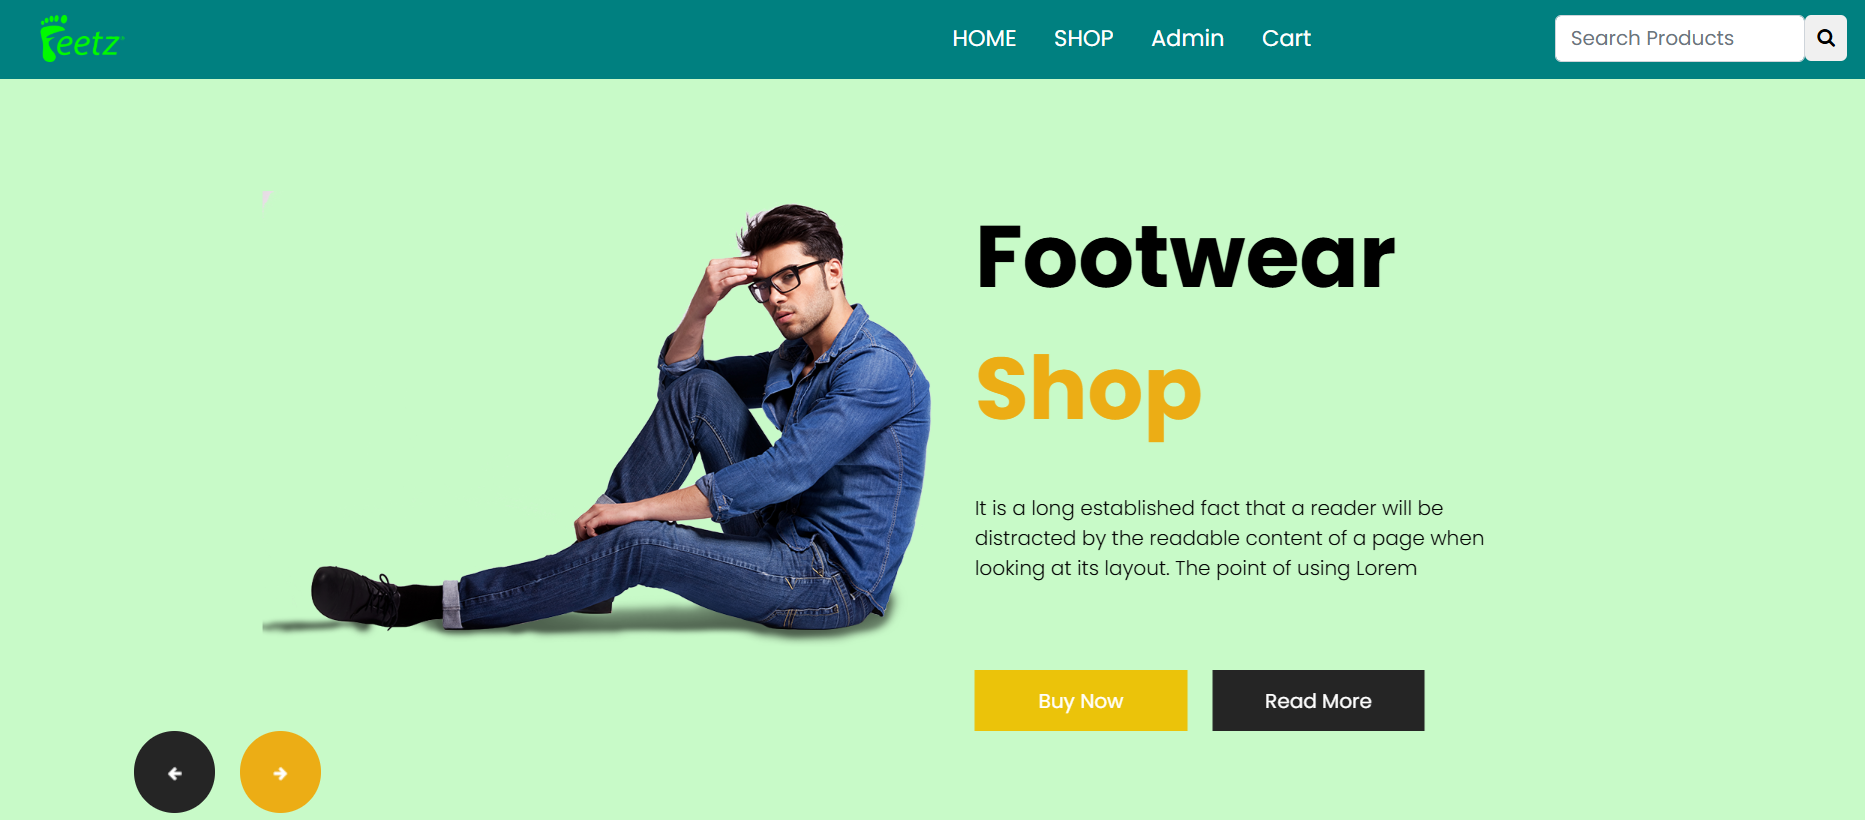 Feetz
HOME SHOP Admin Cart
Search Products
Footwear
Shop
It is a long established fact that a reader will be
distracted by the readable content of a page when
looking at its layout. The point of using Lorem
Buy Now
Read More